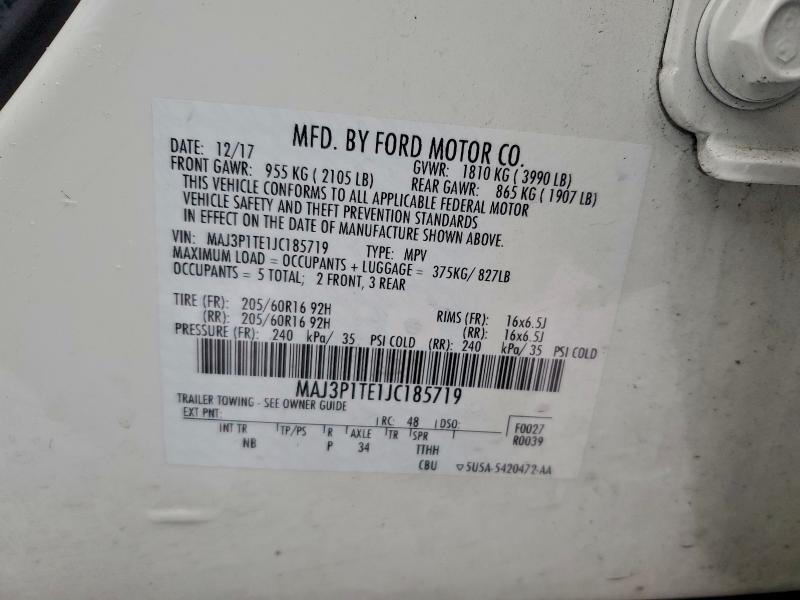 MFD. BY FORD MOTOR CO.
DATE: 12/17 GVWR: 1810 KG ( 3990 LB)
FRONT GAWR: 955 KG ( 2105 LB) REAR GAWR: 865 KG ( 1907 LB)
THIS VEHICLE CONFORMS TO ALL APPLICABLE FEDERAL MOTOR
VEHICLE SAFETY AND THEFT PREVENTION STANDARDS
IN EFFECT ON THE DATE OF MANUFACTURE SHOWN ABOVE.
VIN: MAJ3P1TE1JC185719 TYPE: MPV
MAXIMUM LOAD = OCCUPANTS + LUGGAGE = 375KG/ 827LB
OCCUPANTS = 5 TOTAL; 2 FRONT, 3 REAR
TIRE (FR): 205/60R16 92H RIMS (FR): 16x6.5J
(RR): 205/60R16 92H (RR): 16x6.5J
PRESSURE (FR): 240 kPa/ 35 PSI COLD (RR): 240 kPa/ 35 PSI COLD
MAJ3P1TE1JC185719
TRAILER TOWING - SEE OWNER GUIDE
EXT PNT: RC: 48 DSO: F0027
R0039
INT TR TP/PS R AXLE TR SPR
NB P 34 TTHH
CBU 5U5A-5420472-AA